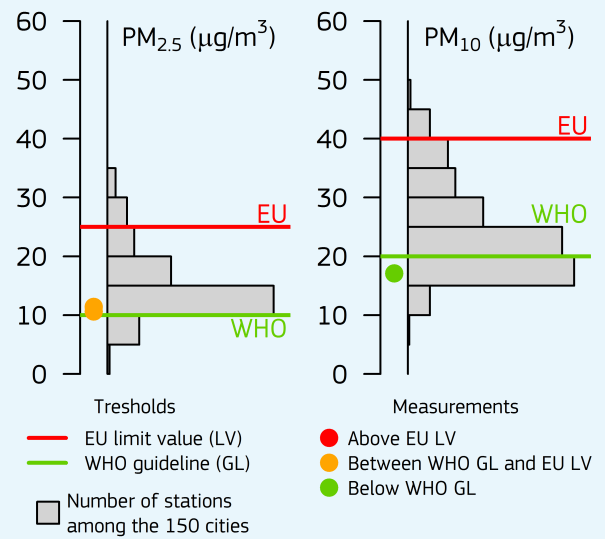 PM2.5 (μg/m³)
60
50
40
30
20
10
0
EU
WHO
PM10 (μg/m³)
60
50
40
30
20
10
0
EU
WHO
Tresholds
EU limit value (LV)
WHO guideline (GL)
Number of stations
among the 150 cities
Measurements
Above EU LV
Between WHO GL and EU LV
Below WHO GL